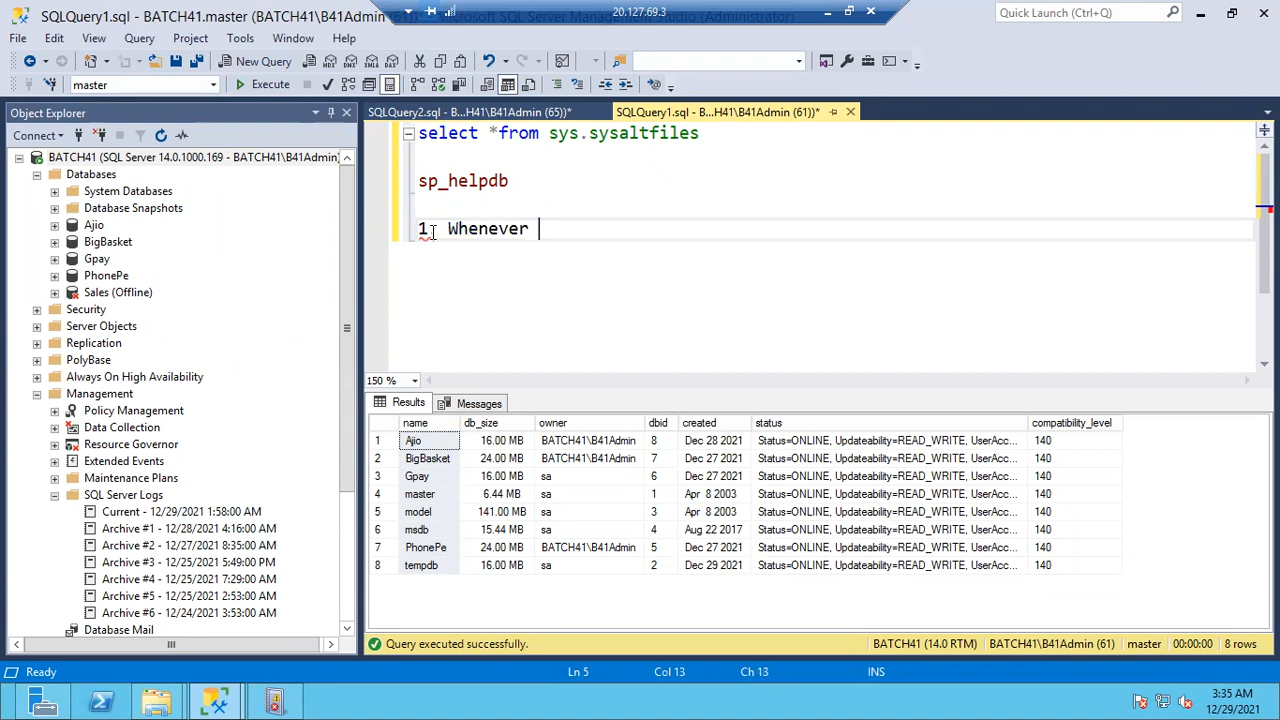 SQLQuery1.sql - BATCH41.master (BATCH41\B41Admin
20.127.69.3
Microsoft SQL Server Management Studio (Administrator)
Quick Launch (Ctrl+Q)
File Edit View Query Project Tools Window Help
New Query
MDX DMX XMLA DAX
master
Execute
Object Explorer
SQLQuery2.sql - B...H41\B41Admin (65))*
SQLQuery1.sql - B...H41\B41Admin (61))*
Connect
BATCH41 (SQL Server 14.0.1000.169 - BATCH41\B41Admin)
Databases
System Databases
Database Snapshots
Ajio
BigBasket
Gpay
PhonePe
Sales (Offline)
Security
Server Objects
Replication
PolyBase
Always On High Availability
Management
Policy Management
Data Collection
Resource Governor
Extended Events
Maintenance Plans
SQL Server Logs
Current - 12/29/2021 1:58:00 AM
Archive #1 - 12/28/2021 4:16:00 AM
Archive #2 - 12/27/2021 8:35:00 AM
Archive #3 - 12/25/2021 5:49:00 PM
Archive #4 - 12/25/2021 7:29:00 AM
Archive #5 - 12/25/2021 2:53:00 AM
Archive #6 - 12/24/2021 3:53:00 AM
Database Mail
select *from sys.sysaltfiles
sp_helpdb
1. Whenever
150 %
Results Messages
name db_size owner dbid created status compatibility_level
1 Ajio 16.00 MB BATCH41\B41Admin 8 Dec 28 2021 Status=ONLINE, Updateability=READ_WRITE, UserAcc... 140
2 BigBasket 24.00 MB BATCH41\B41Admin 7 Dec 27 2021 Status=ONLINE, Updateability=READ_WRITE, UserAcc... 140
3 Gpay 16.00 MB sa 6 Dec 27 2021 Status=ONLINE, Updateability=READ_WRITE, UserAcc... 140
4 master 6.44 MB sa 1 Apr 8 2003 Status=ONLINE, Updateability=READ_WRITE, UserAcc... 140
5 model 141.00 MB sa 3 Apr 8 2003 Status=ONLINE, Updateability=READ_WRITE, UserAcc... 140
6 msdb 15.44 MB sa 4 Aug 22 2017 Status=ONLINE, Updateability=READ_WRITE, UserAcc... 140
7 PhonePe 24.00 MB BATCH41\B41Admin 5 Dec 27 2021 Status=ONLINE, Updateability=READ_WRITE, UserAcc... 140
8 tempdb 16.00 MB sa 2 Dec 29 2021 Status=ONLINE, Updateability=READ_WRITE, UserAcc... 140
Query executed successfully. BATCH41 (14.0 RTM) BATCH41\B41Admin (61) master 00:00:00 8 rows
Ready Ln 5 Col 13 Ch 13 INS
3:35 AM
12/29/2021